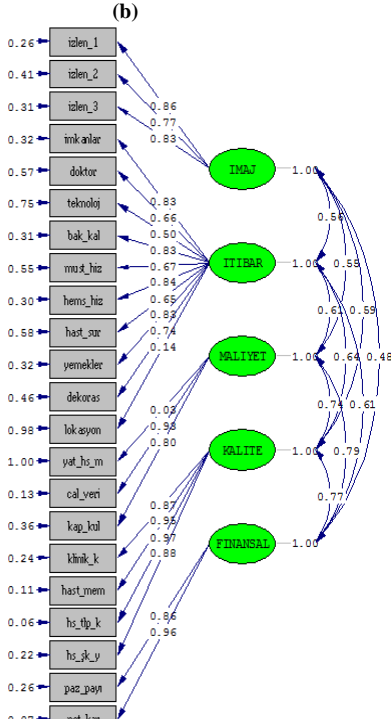 (b)
0.26 izlen_1
0.41 izlen_2
0.31 izlen_3
0.32 imkanlar
0.57 doktor
0.75 teknoloj
0.31 bak_kal
0.55 must_hiz
0.30 hems_hiz
0.58 hast_sur
0.32 yemekler
0.46 dekoras
0.98 lokasyon
1.00 yat_hs_m
0.13 cal_veri
0.36 kap_kul
0.24 klinik_k
0.11 hast_mem
0.06 hs_tlp_k
0.22 hs_şk_y
0.26 paz_payı
0.86
0.77
0.83
0.83
0.66
0.50
0.83
0.67
0.84
0.65
0.83
0.74
0.14
0.03
0.93
0.80
0.87
0.95
0.97
0.88
0.86
0.96
IMAJ 1.00
ITIBAR 1.00
MALIYET 1.00
KALITE 1.00
FINANSAL 1.00
0.56
0.61 0.55 0.59
0.64 0.48
0.74 0.61
0.79
0.77